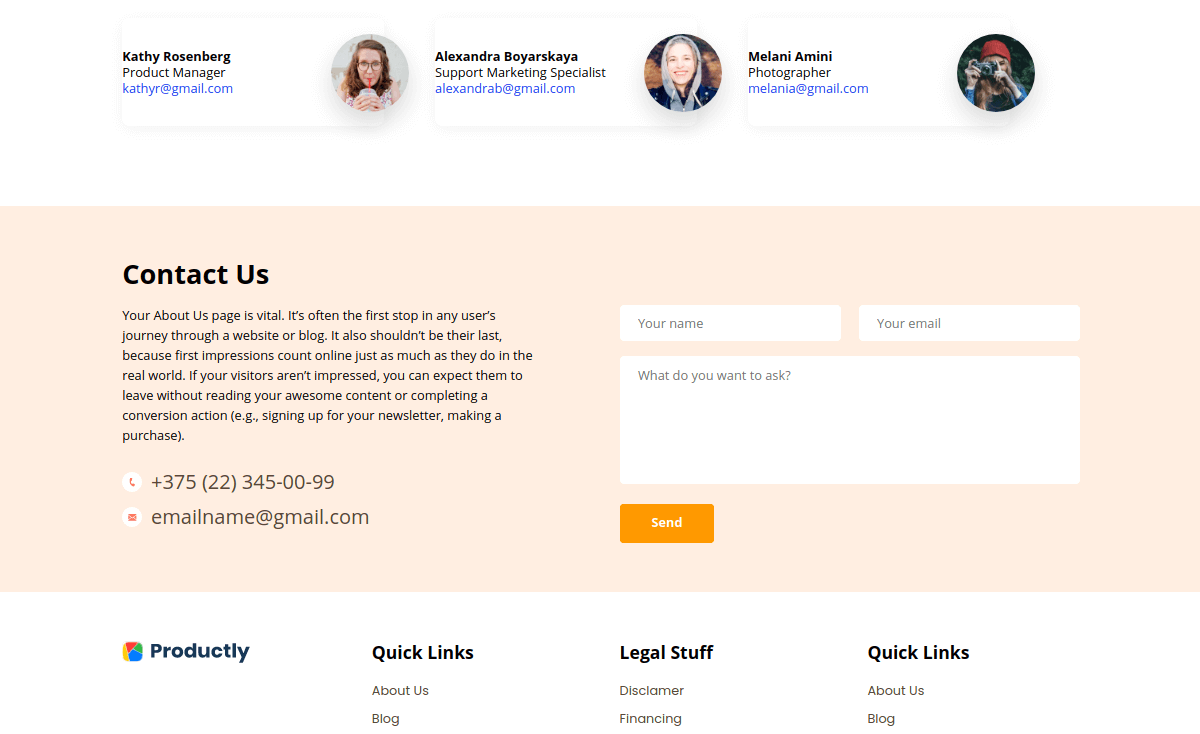 Kathy Rosenberg
Product Manager
kathyr@gmail.com
Alexandra Boyarskaya
Support Marketing Specialist
alexandrab@gmail.com
Melani Amini
Photographer
melania@gmail.com
Contact Us
Your About Us page is vital. It’s often the first stop in any user’s
journey through a website or blog. It also shouldn’t be their last,
because first impressions count online just as much as they do in the
real world. If your visitors aren’t impressed, you can expect them to
leave without reading your awesome content or completing a
conversion action (e.g., signing up for your newsletter, making a
purchase).
+375 (22) 345-00-99
emailname@gmail.com
Your name
Your email
What do you want to ask?
Send
Productly
Quick Links
About Us
Blog
Legal Stuff
Disclamer
Financing
Quick Links
About Us
Blog